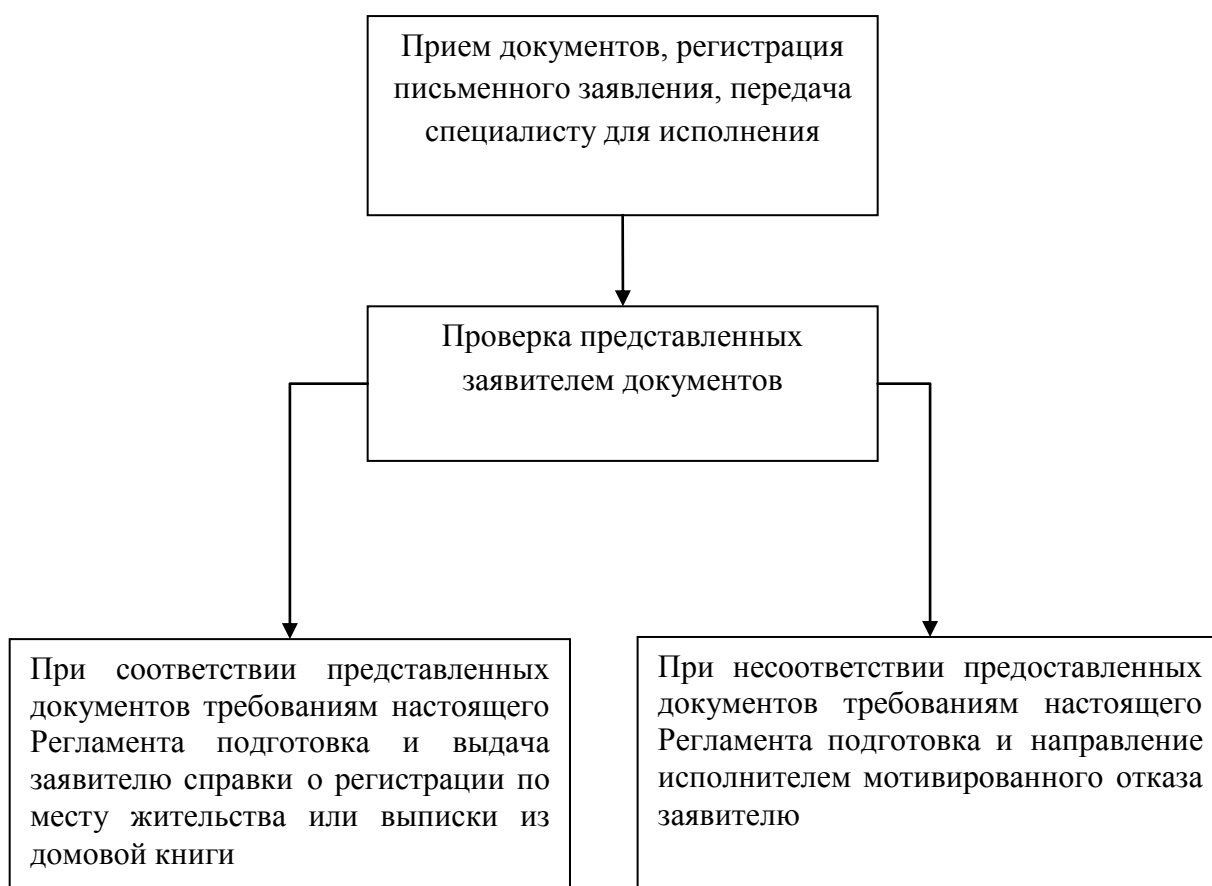 Прием документов, регистрация
письменного заявления, передача
специалисту для исполнения
Проверка представленных
заявителем документов
При соответствии представленных
документов требованиям настоящего
Регламента подготовка и выдача
заявителю справки о регистрации по
месту жительства или выписки из
домовой книги
При несоответствии предоставленных
документов требованиям настоящего
Регламента подготовка и направление
исполнителем мотивированного отказа
заявителю